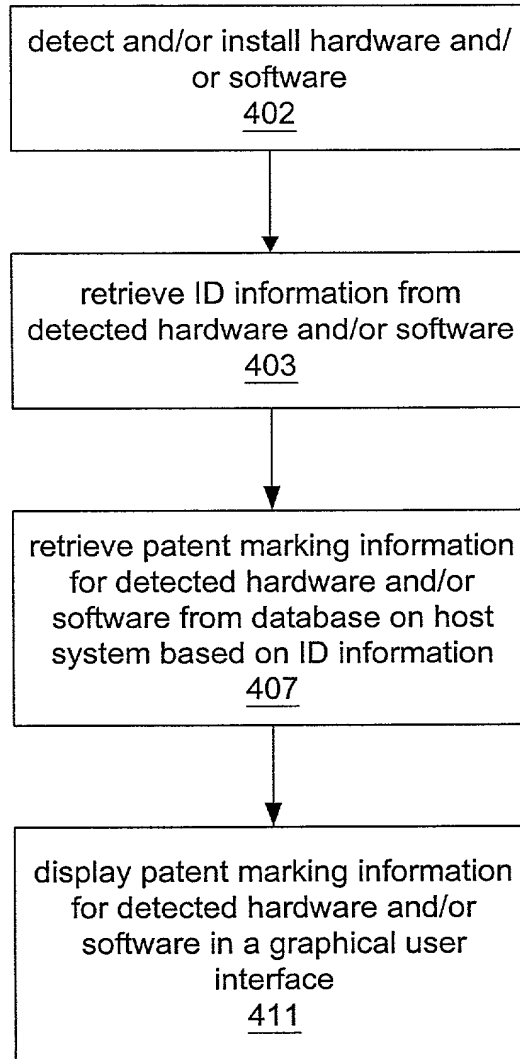 detect and/or install hardware and/
or software
402
retrieve ID information from
detected hardware and/or software
403
retrieve patent marking information
for detected hardware and/or
software from database on host
system based on ID information
407
display patent marking information
for detected hardware and/or
software in a graphical user
interface
411